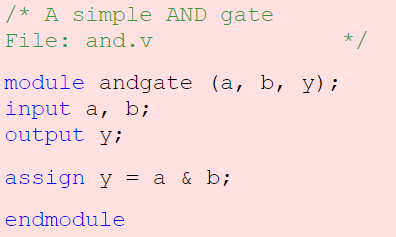 /* A simple AND gate
File: and.v */
module andgate (a, b, y);
input a, b;
output y;
assign y = a & b;
endmodule